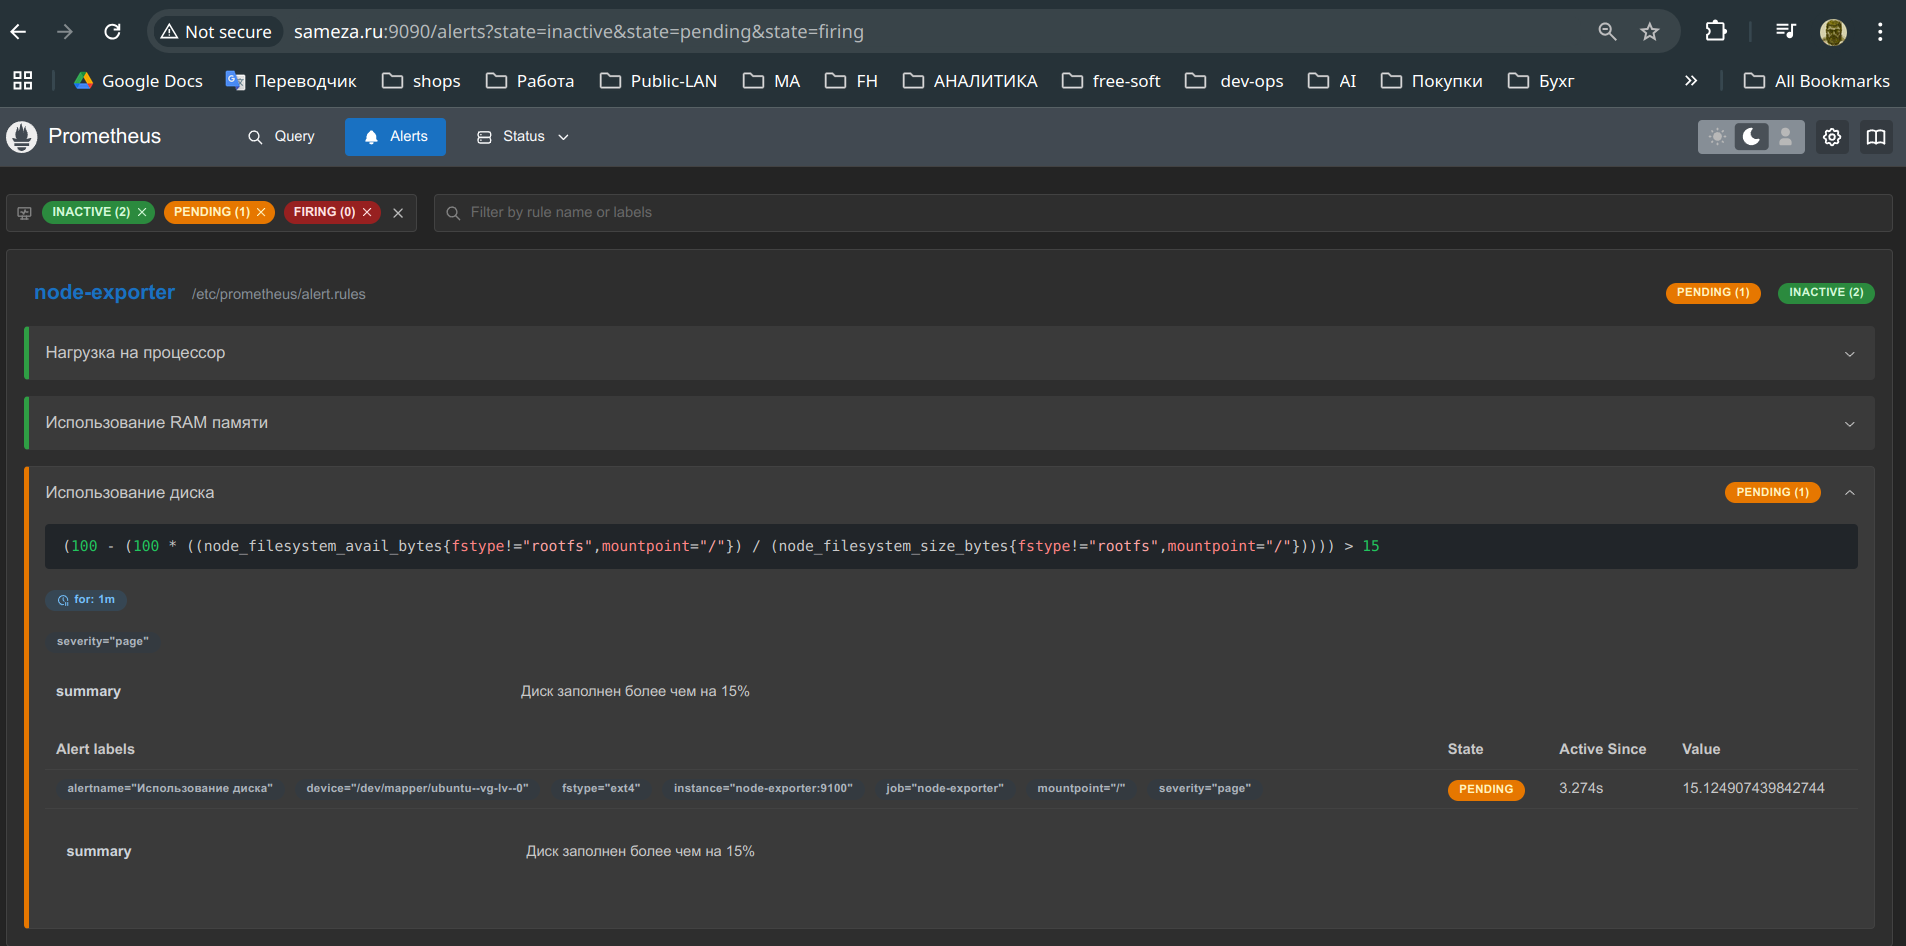 Not secure sameza.ru:9090/alerts?state=inactive&state=pending&state=firing
Google Docs Переводчик shops Работа Public-LAN MA FH АНАЛИТИКА free-soft dev-ops AI Покупки Бухг » All Bookmarks
Prometheus Query Alerts Status
INACTIVE (2) PENDING (1) FIRING (0) Filter by rule name or labels
node-exporter /etc/prometheus/alert.rules PENDING (1) INACTIVE (2)
Нагрузка на процессор
Использование RAM памяти
Использование диска PENDING (1)
(100 - (100 * ((node_filesystem_avail_bytes{fstype!="rootfs",mountpoint="/"}) / (node_filesystem_size_bytes{fstype!="rootfs",mountpoint="/"})))) > 15
for: 1m
severity="page"
summary Диск заполнен более чем на 15%
Alert labels State Active Since Value
alertname="Использование диска" device="/dev/mapper/ubuntu--vg-lv--0" fstype="ext4" instance="node-exporter:9100" job="node-exporter" mountpoint="/" severity="page" PENDING 3.274s 15.124907439842744
summary Диск заполнен более чем на 15%